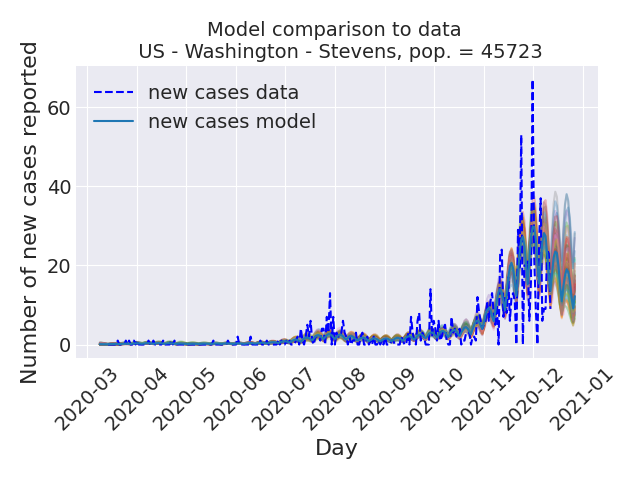 Model comparison to data
US - Washington - Stevens, pop. = 45723
Number of new cases reported
60
40
20
0
new cases data
new cases model
2020-03
2020-04
2020-05
2020-06
2020-07
2020-08
2020-09
2020-10
2020-11
2020-12
2021-01
Day